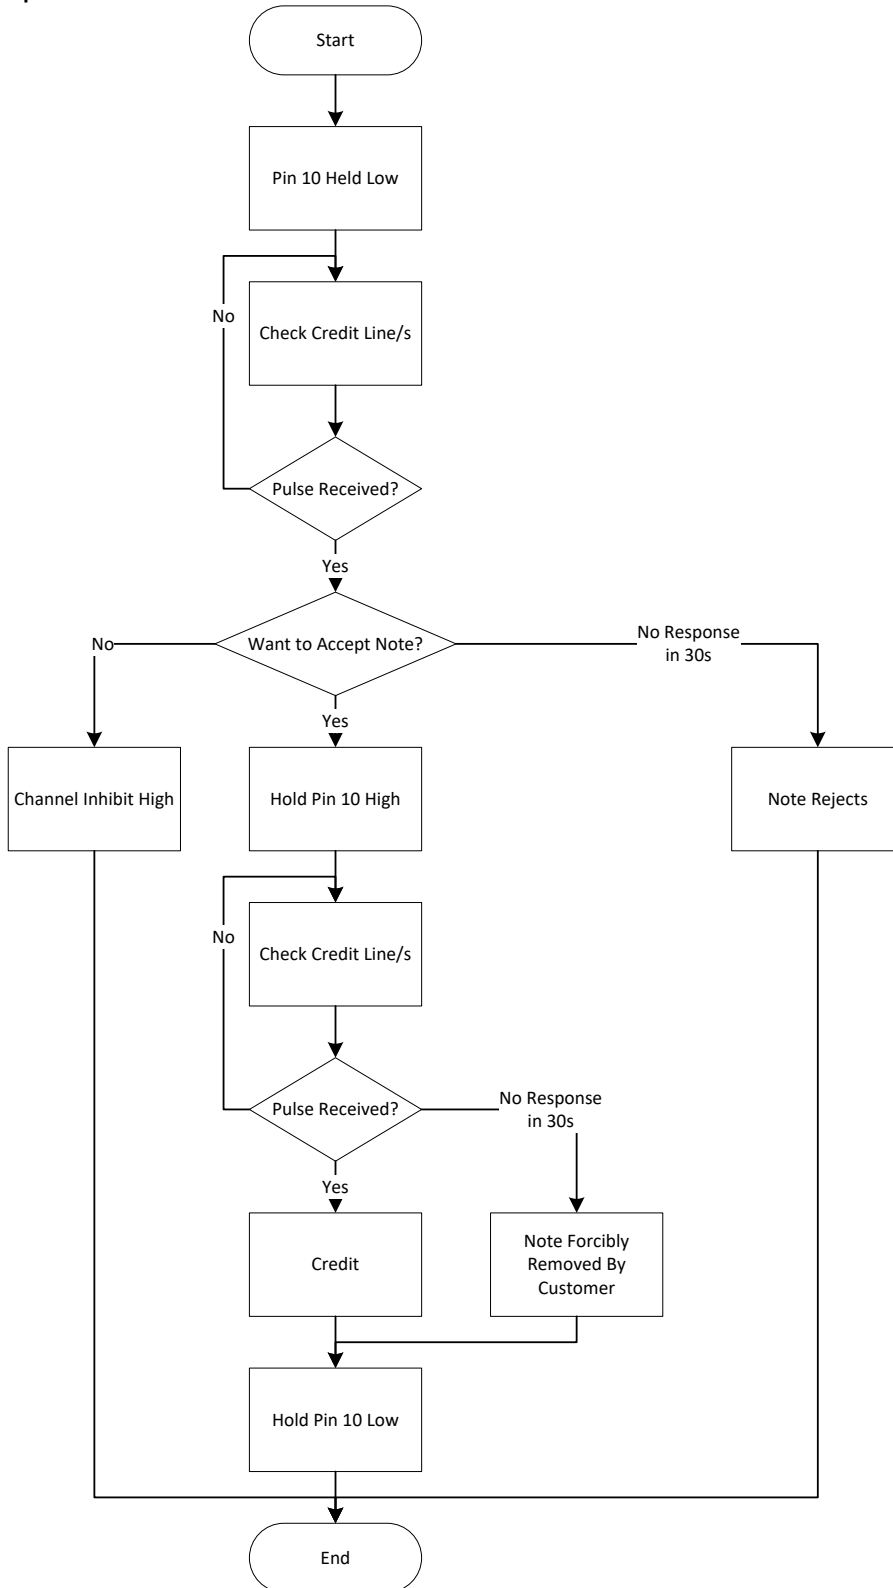 Start
Pin 10 Held Low
No
Check Credit Line/s
Pulse Received?
Yes
No
Want to Accept Note?
No Response
in 30s
Yes
Channel Inhibit High
Hold Pin 10 High
Note Rejects
No
Check Credit Line/s
Pulse Received?
No Response
in 30s
Yes
Credit
Note Forcibly
Removed By
Customer
Hold Pin 10 Low
End